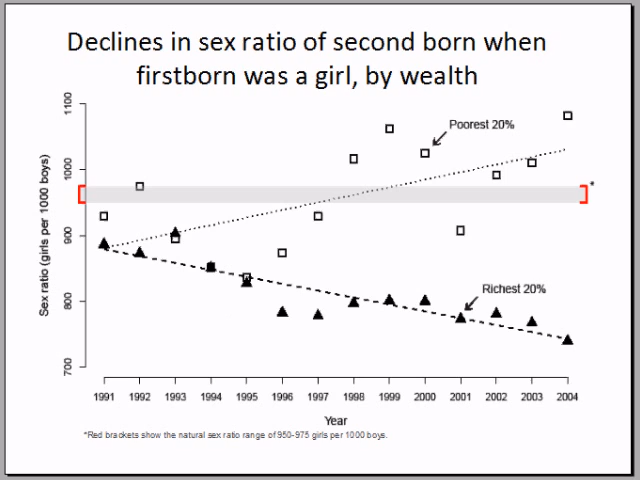 Declines in sex ratio of second born when
firstborn was a girl, by wealth
Sex ratio (girls per 1000 boys)
1100
1000
900
800
700
Poorest 20%
*
Richest 20%
1991 1992 1993 1994 1995 1996 1997 1998 1999 2000 2001 2002 2003 2004
Year
*Red brackets show the natural sex ratio range of 950-975 girls per 1000 boys.